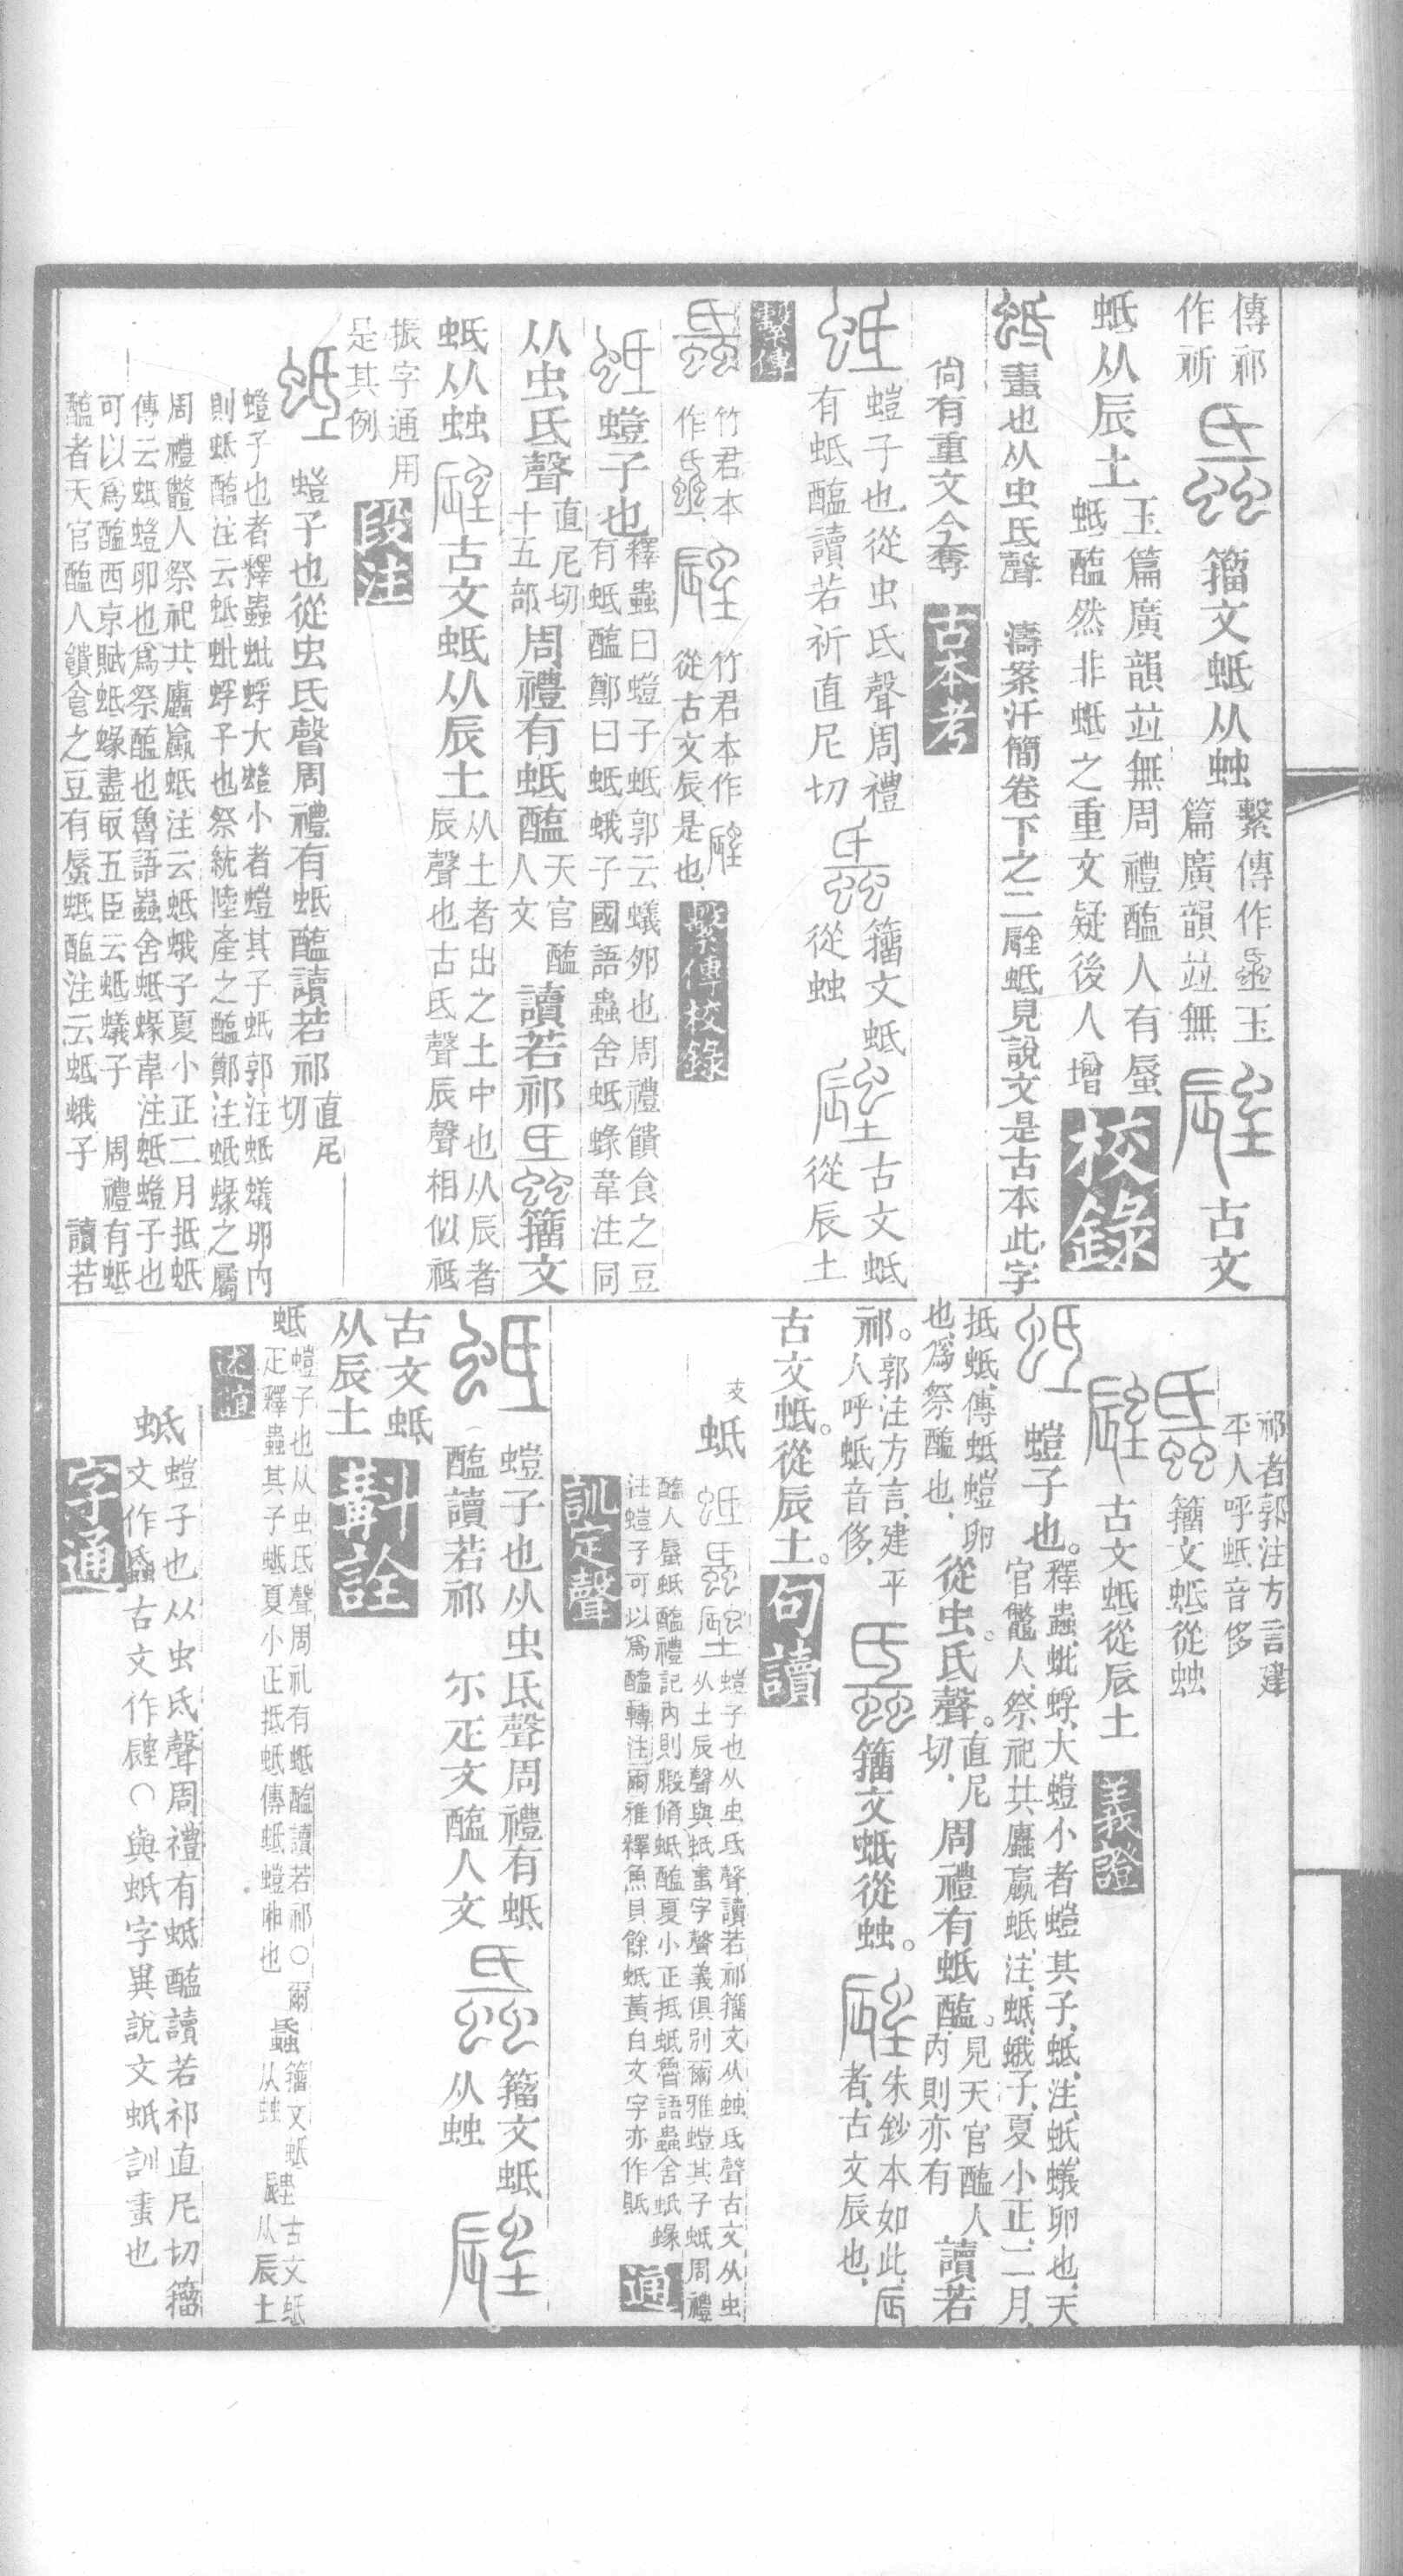 傳祁
作祈
籒文蚳从䖵
繫傳作𧖑玉
篇廣韻竝無
古文
蚳从辰土
玉篇廣韻竝無周禮醢人有蜃
蚳醢然非蚳之重文疑後人增
校錄
畫也从虫氏聲
濤案汗簡卷下之二𨼫蚳見說文是古本此字
尙有重文今奪
古本考
螘子也從虫氏聲周禮
有蚳醢讀若祈直尼切
籒文蚳
從䖵
古文蚳
從辰土
繫傳
竹君本
作
竹君本作
從古文辰是也
繫傳校錄
螘子也
釋蟲曰螘子蚳郭云蟻卵也周禮饋食之豆
有蚳醢鄭曰蚳蛾子國語蟲舍蚳蝝韋注同
从虫氏聲
直尼切
十五部
周禮有蚳醢
天官醢
人文
讀若祁
籒文
蚳从䖵
古文蚳从辰土
从土者出之土中也从辰者
辰聲也古氏聲辰聲相似祗
振字通用
是其例
段注
螘子也從虫氏聲周禮有蚳醢讀若祁
直尼
切
螘子也者釋蟲蚍蜉大螘小者螘其子蚳郭注蚳蟻卵內
則蚳醢注云蚳蚍蜉子也祭統陸產之醢鄭注蚳蝝之屬
周禮鼈人祭祀共蠯蠃蚳注云蚳蛾子夏小正二月抵蚳
傳云蚳螘卵也爲祭醢也魯語蟲舍蚳蝝韋注蚳螘子也
可以爲醢西京賦蚳蝝盡取五臣云蚳蟻子 周禮有蚳
醢者天官醢人饋食之豆有蜃蚳醢注云蚳蛾子 讀若
祁者郭注方言建
平人呼蚳音侈
籒文蚳從䖵
古文蚳從辰土
義證
螘子也。
釋蟲、蚍蜉、大螘小者螘其子、蚳、注、蚳、蟻卵也、天
官鼈人、祭祀共蠯蠃蚳、注、蚳、蛾子、夏小正、二月、
抵蚳、傳、蚳、螘卵
也、爲祭醢也、
從虫。氏聲。
直尼
切、
周禮有蚳醢。
見天官醢人、
內則亦有
讀若
祁。
郭注方言、建平
人呼蚳音侈、
籒文蚳從䖵。
朱鈔本如此、
者、古文辰也、
古文蚳。從辰土。
句讀
支
蚳
螘子也从虫氐聲讀若祁籒文从䖵氐聲古文从虫
从土辰聲與蚔畫字聲義俱別爾雅螘其子蚳周禮
醢人蜃蚳醢禮記內則腶脩蚳醢夏小正抵蚳魯語蟲舍蚳蝝
注螘子可以爲醢轉注爾雅釋魚貝餘蚳黃白文字亦作貾
通
訓定聲
螘子也从虫氐聲周禮有蚳
醢讀若祁 尒疋文醢人文
籒文蚳
从䖵
古文蚳
从辰土
斠詮
蚳
螘子也从虫氐聲周礼有蚳醢讀若祁○爾
疋釋蟲其子蚳夏小正抵蚳傳蚳螘卵也
籒文蚳
从䖵
古文蚳
从辰土
述誼
蚳
螘子也从虫氐聲周禮有蚳醢讀若祁直尼切籒
文作𧖑古文作𨼫○與蚔字異說文蚔訓畫也
字通